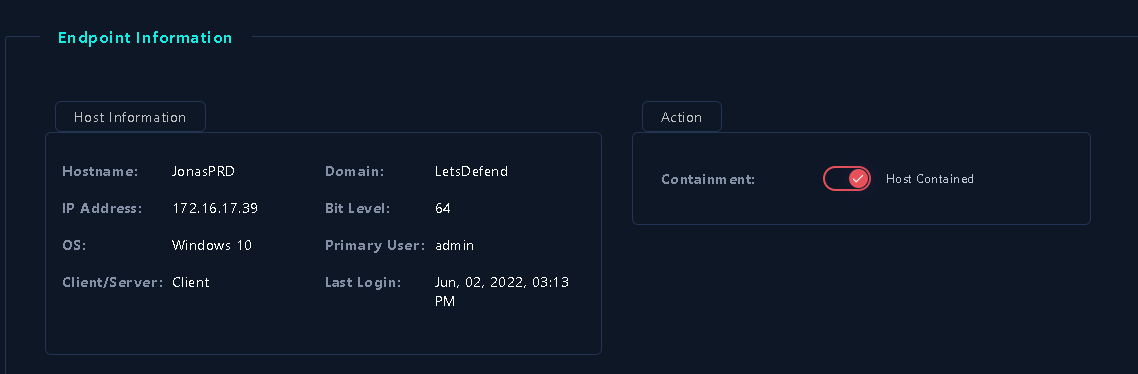 Endpoint Information
Host Information
Hostname: JonasPRD Domain: LetsDefend
IP Address: 172.16.17.39 Bit Level: 64
OS: Windows 10 Primary User: admin
Client/Server: Client Last Login: Jun, 02, 2022, 03:13
PM
Action
Containment: Host Contained